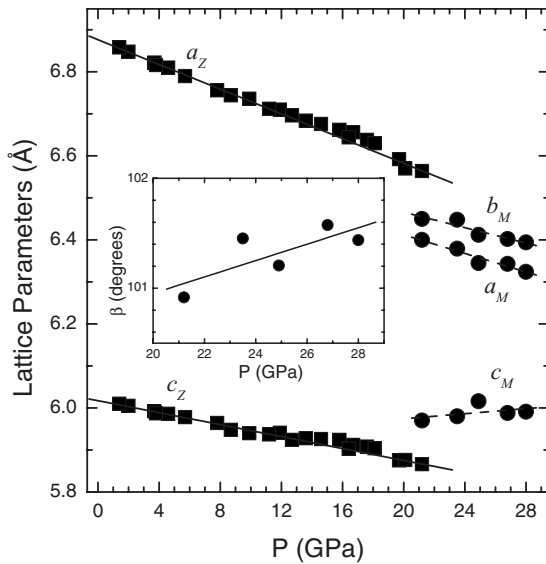 Lattice Parameters (Å)
6.8
6.6
6.4
6.2
6.0
5.8
a_Z
102
101
β (degrees)
20 22 24 26 28
P (GPa)
b_M
a_M
c_Z
c_M
0 4 8 12 16 20 24 28
P (GPa)